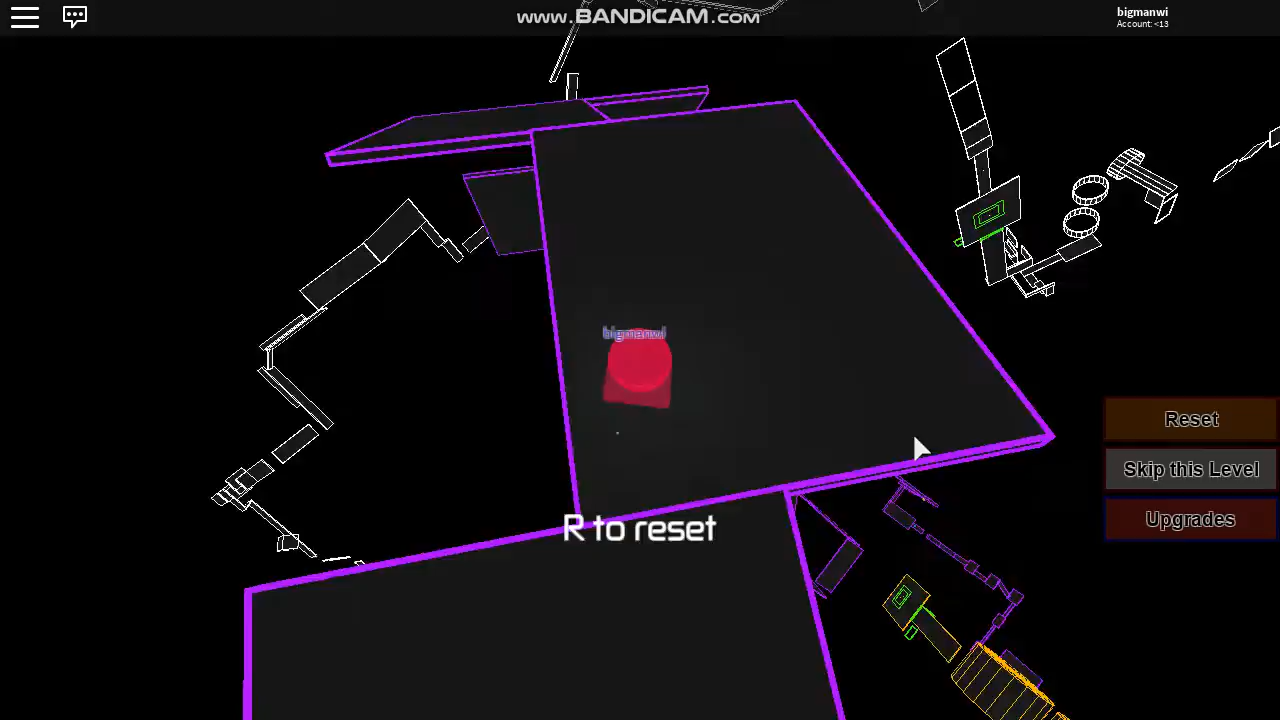 www.BANDICAM.com
bigmanwi
Account: <13
bigmanwi
Reset
Skip this Level
Upgrades
R to reset